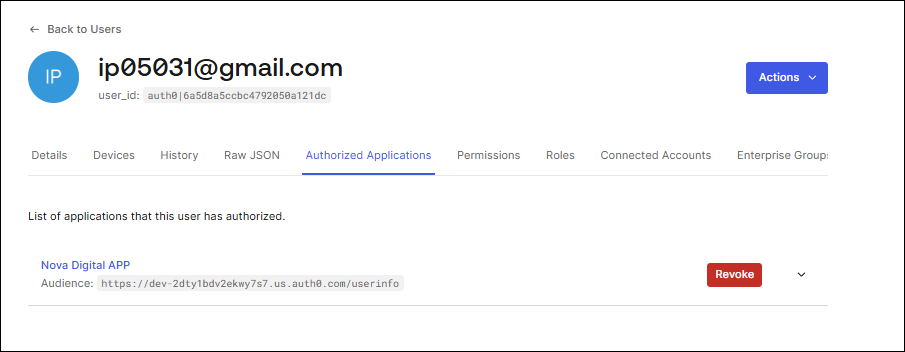 ← Back to Users
IP
ip05031@gmail.com
user_id: auth0|6a5d8a5ccbc4792050a121dc
Actions
Details Devices History Raw JSON Authorized Applications Permissions Roles Connected Accounts Enterprise Groups
List of applications that this user has authorized.
Nova Digital APP
Audience: https://dev-2dty1bdv2ekwy7s7.us.auth0.com/userinfo
Revoke